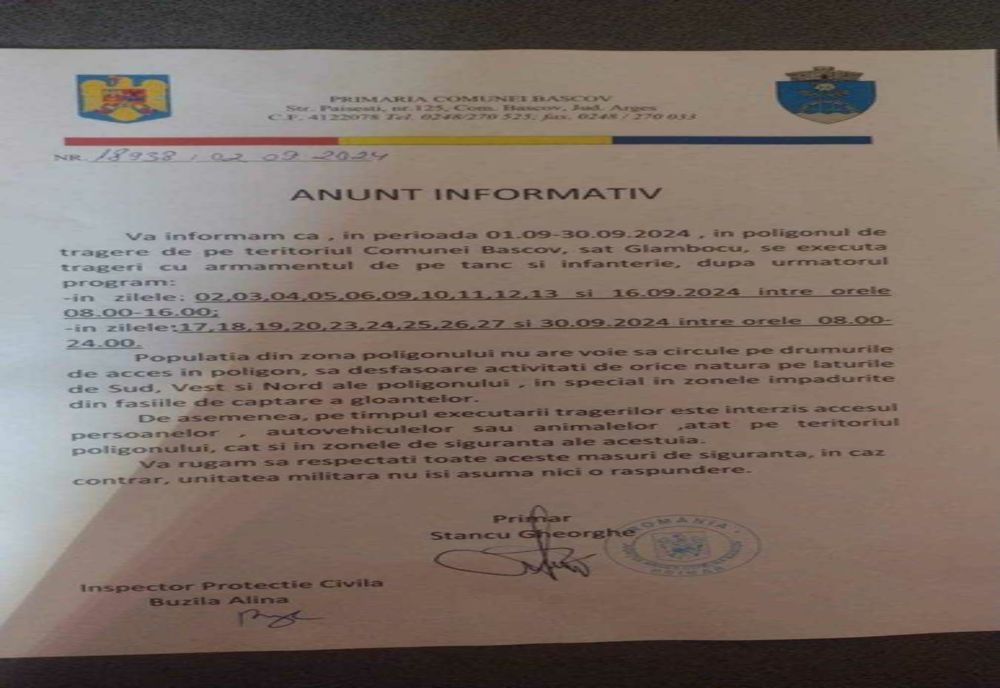 PRIMARIA COMUNEI BASCOV
Str. Paisesti, nr.125, Com. Bascov, Jud. Arges
C.F. 4122078 Tel. 0248/270 525; fax. 0248 / 270 033
NR. 18938 / 02 09 2024
ANUNT INFORMATIV
Va informam ca , in perioada 01.09-30.09.2024 , in poligonul de
tragere de pe teritoriul Comunei Bascov, sat Glambocu, se executa
trageri cu armamentul de pe tanc si infanterie, dupa urmatorul
program:
-in zilele: 02,03,04,05,06,09,10,11,12,13 si 16.09.2024 intre orele
08.00-16.00;
-in zilele:17,18,19,20,23,24,25,26,27 si 30.09.2024 intre orele 08.00-
24.00.
Populatia din zona poligonului nu are voie sa circule pe drumurile
de acces in poligon, sa desfasoare activitati de orice natura pe laturile
de Sud, Vest si Nord ale poligonului , in special in zonele impadurite
din fasiile de captare a gloantelor.
De asemenea, pe timpul executarii tragerilor este interzis accesul
persoanelor , autovehiculelor sau animalelor ,atat pe teritoriul
poligonului, cat si in zonele de siguranta ale acestuia.
Va rugam sa respectati toate aceste masuri de siguranta, in caz
contrar, unitatea militara nu isi asuma nici o raspundere.
Primar
Stancu Gheorghe
ROMANIA
PRIMAR
Inspector Protectie Civila
Buzila Alina